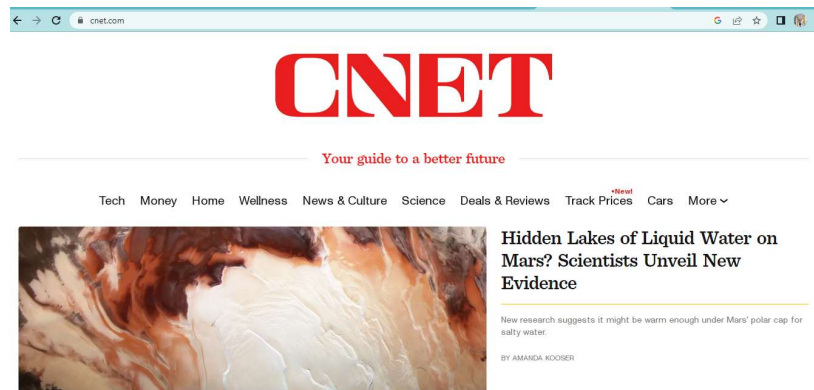 cnet.com
CNET
Your guide to a better future
Tech Money Home Wellness News & Culture Science Deals & Reviews Track Prices •New! Cars More
Hidden Lakes of Liquid Water on
Mars? Scientists Unveil New
Evidence
New research suggests it might be warm enough under Mars' polar cap for
salty water.
BY AMANDA KOOSER